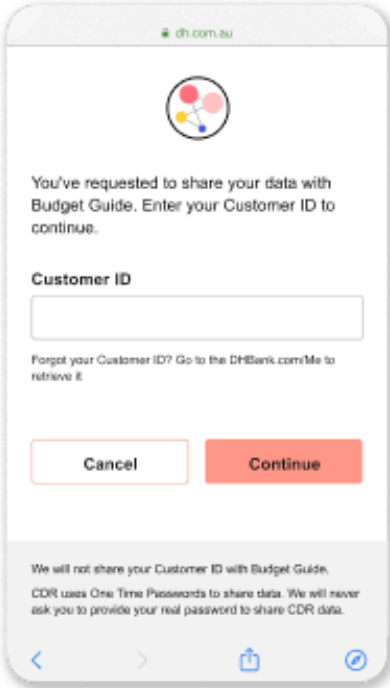 dh.com.au
You've requested to share your data with
Budget Guide. Enter your Customer ID to
continue.
Customer ID
Forgot your Customer ID? Go to the DHBank.com/Me to
retrieve it
Cancel
Continue
We will not share your Customer ID with Budget Guide.
CDR uses One Time Passwords to share data. We will never
ask you to provide your real password to share CDR data.